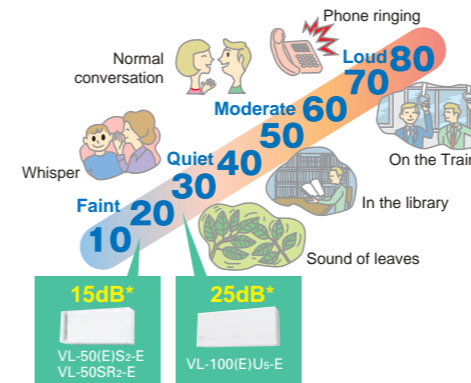 Phone ringing
Normal
conversation
Loud 80
70
Moderate 60
50
On the Train
Whisper
Quiet 40
30
In the library
Faint 20
10
Sound of leaves
15dB*
25dB*
VL-50(E)S2-E
VL-50SR2-E
VL-100(E)U5-E